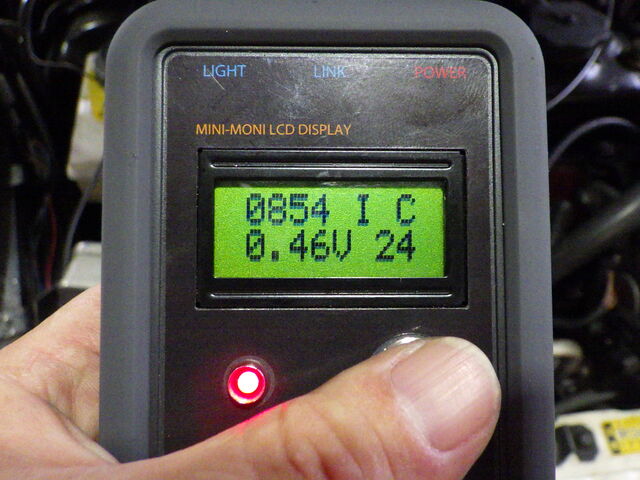 LIGHT LINK POWER
MINI-MONI LCD DISPLAY
0854 I C
0.46V 24